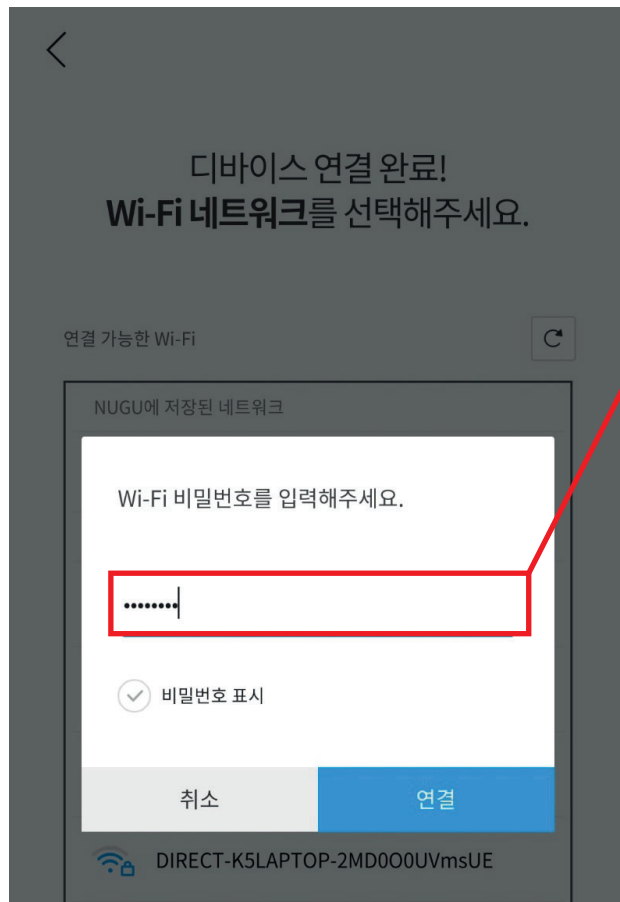 디바이스 연결 완료!
Wi-Fi 네트워크를 선택해주세요.
연결 가능한 Wi-Fi
NUGU에 저장된 네트워크
Wi-Fi 비밀번호를 입력해주세요.
••••••••
비밀번호 표시
취소
연결
DIRECT-K5LAPTOP-2MD0O0UVmsUE